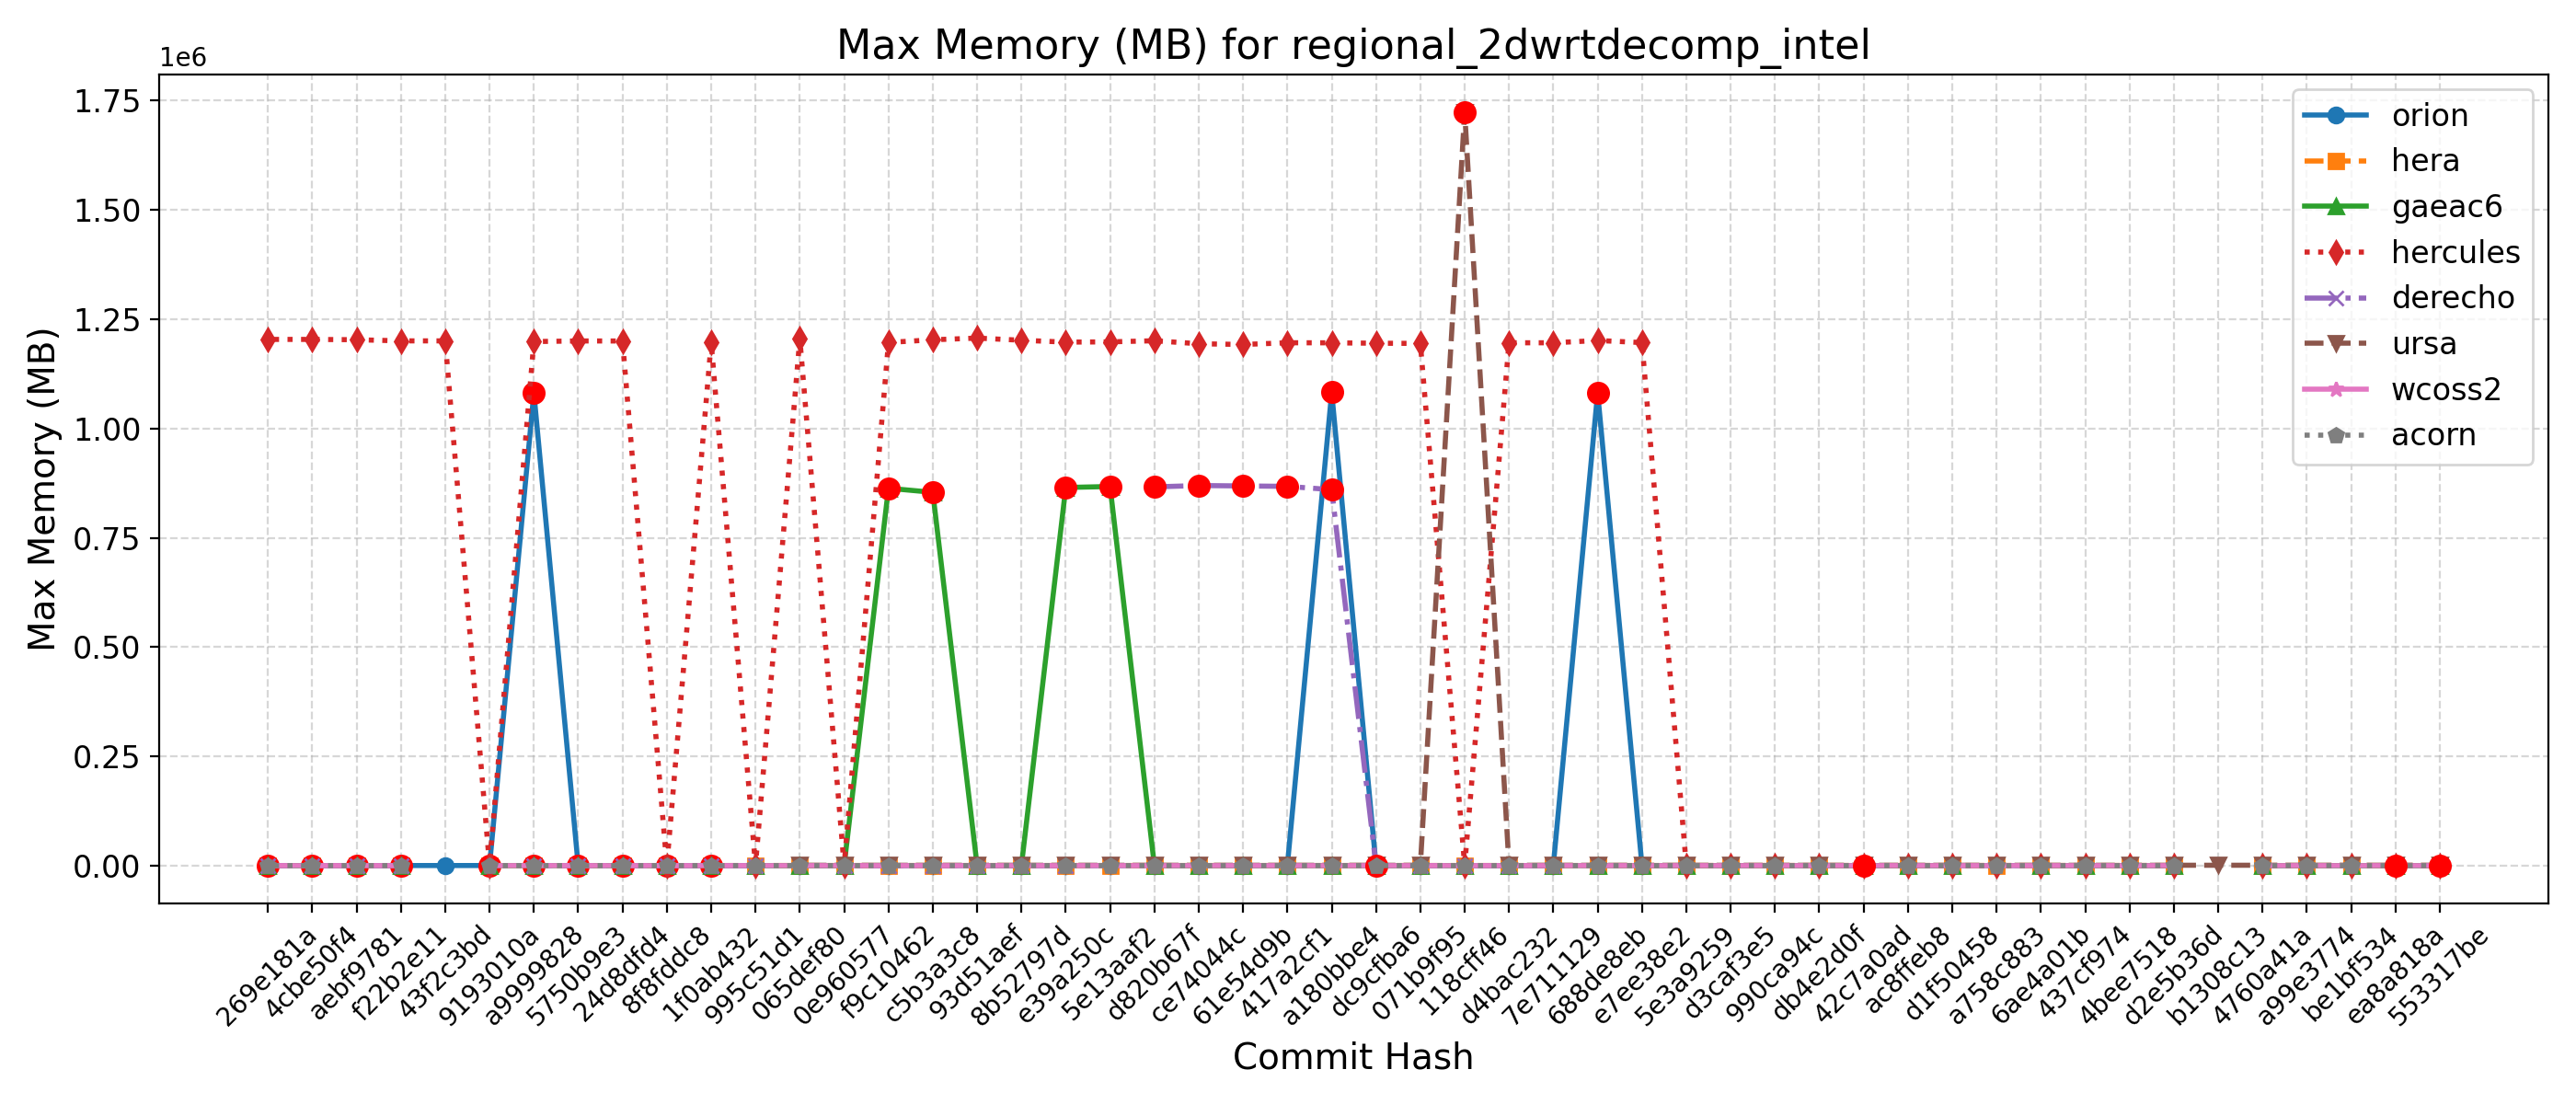 Max Memory (MB) for regional_2dwrtdecomp_intel
1e6
1.75
1.50
1.25
1.00
0.75
0.50
0.25
0.00
Max Memory (MB)
orion
hera
gaeac6
hercules
derecho
ursa
wcoss2
acorn
269e181a
4cbe50f4
aebf9781
f22b2e11
43f2c3bd
9193010a
a9999828
5750b9e3
24d8dfd4
8f8fddc8
1f0ab432
995c51d1
065def80
0e960577
f9c10462
c5b3a3c8
93d51aef
8b52797d
e39a250c
5e13aaf2
d820b67f
ce74044c
61e54d9b
417a2cf1
a180bbe4
dc9cfba6
071b9f95
118cff46
d4bac232
7e711129
688de8eb
e7ee38e2
5e3a9259
d3caf3e5
990ca94c
db4e2d0f
42c7a0ad
ac8ffeb8
d1f50458
a758c883
6ae4a01b
437cf974
4bee7518
d2e5b36d
b1308c13
4760a41a
a99e3774
be1bf534
ea8a818a
553317be
Commit Hash